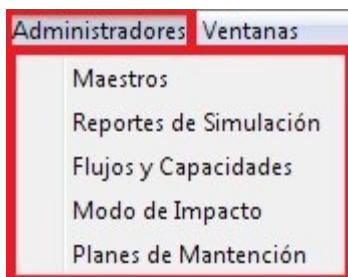 Administradores Ventanas
Maestros
Reportes de Simulación
Flujos y Capacidades
Modo de Impacto
Planes de Mantención